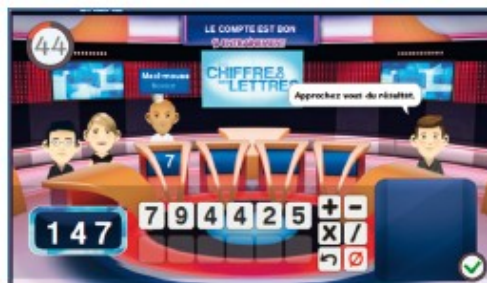 LE COMPTE EST BON
ENTRAÎNEMENT
44
CHIFFRES
LETTRES
Approchez vous du résultat.
7
147
7 9 4 4 2 5 + -
X /